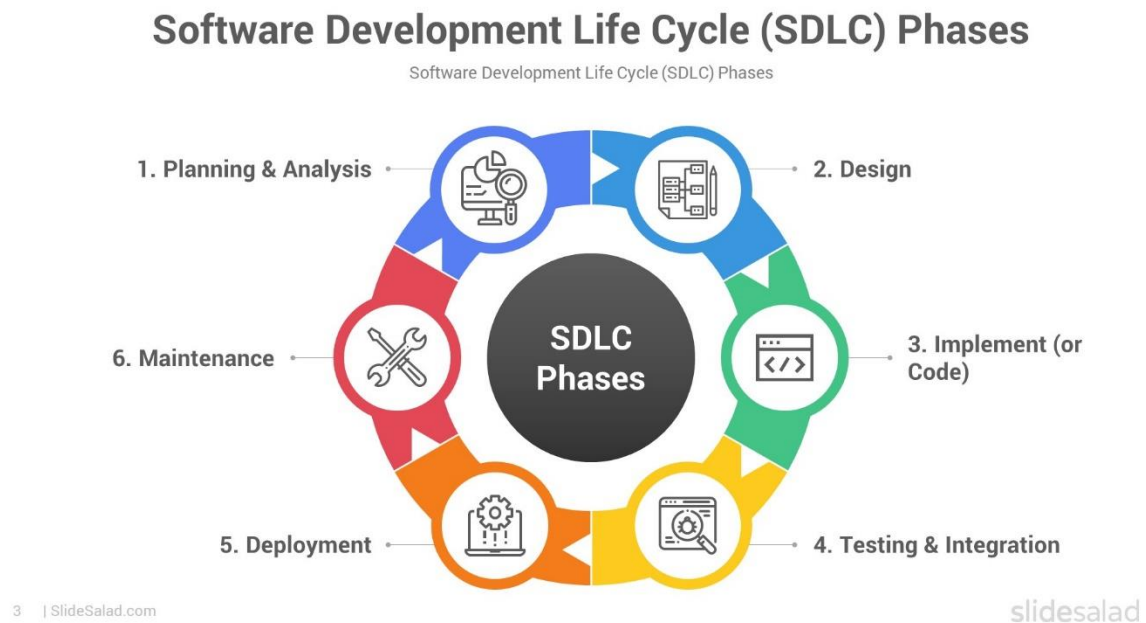 Software Development Life Cycle (SDLC) Phases
Software Development Life Cycle (SDLC) Phases
1. Planning & Analysis
2. Design
6. Maintenance
SDLC
Phases
3. Implement (or
Code)
5. Deployment
4. Testing & Integration
3 | SlideSalad.com
slidesalad